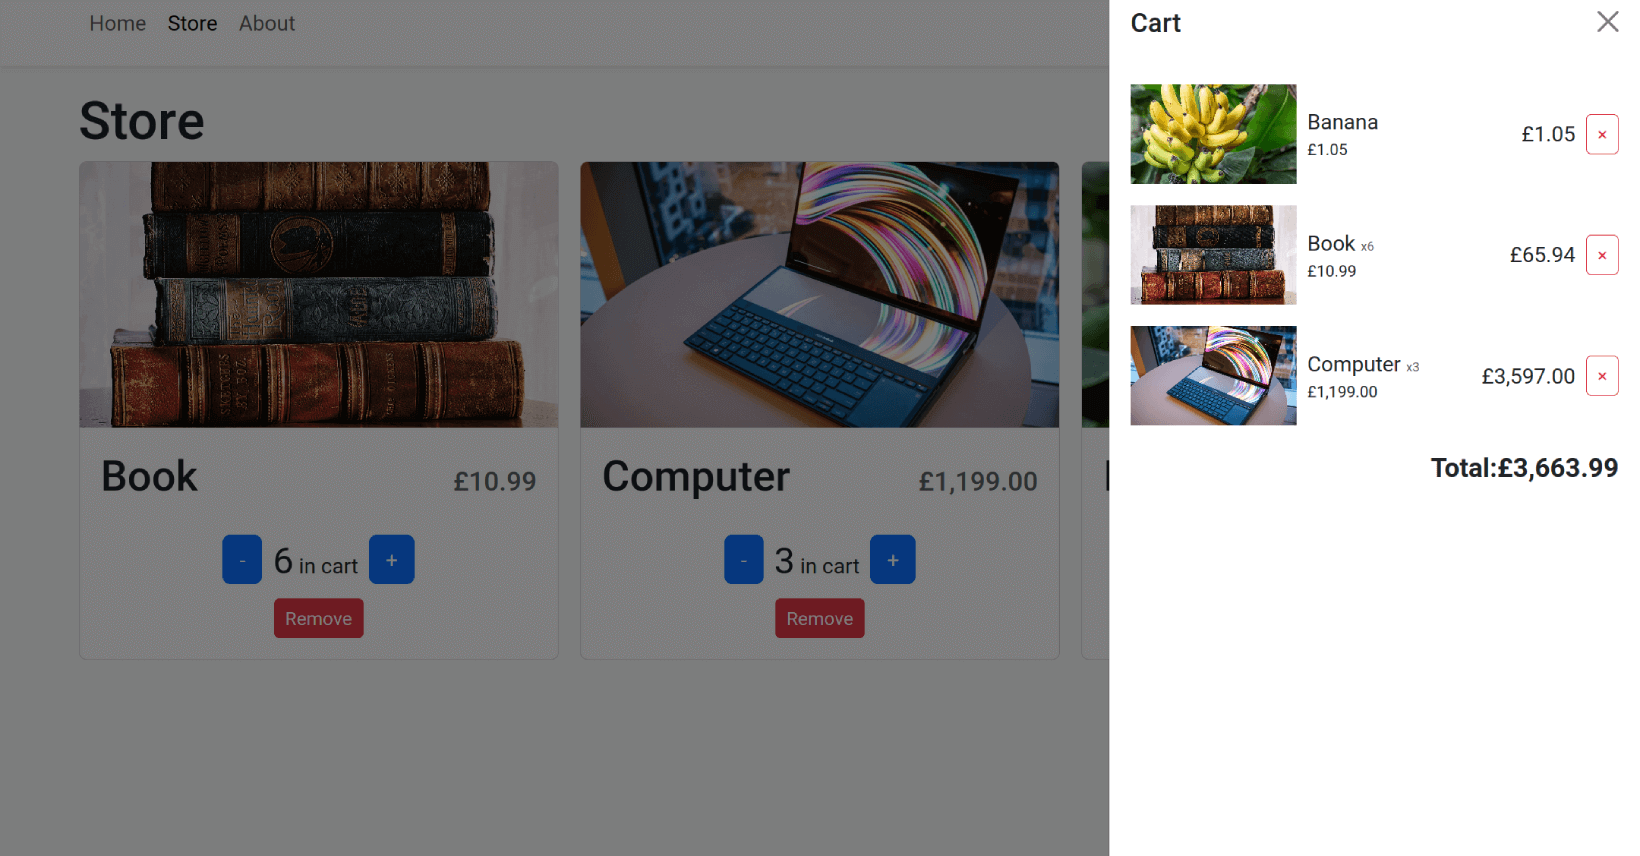 Home Store About
Store
Book £10.99
- 6 in cart +
Remove
Computer £1,199.00
- 3 in cart +
Remove
Cart
Banana
£1.05
£1.05 ×
Book x6
£10.99
£65.94 ×
Computer x3
£1,199.00
£3,597.00 ×
Total:£3,663.99